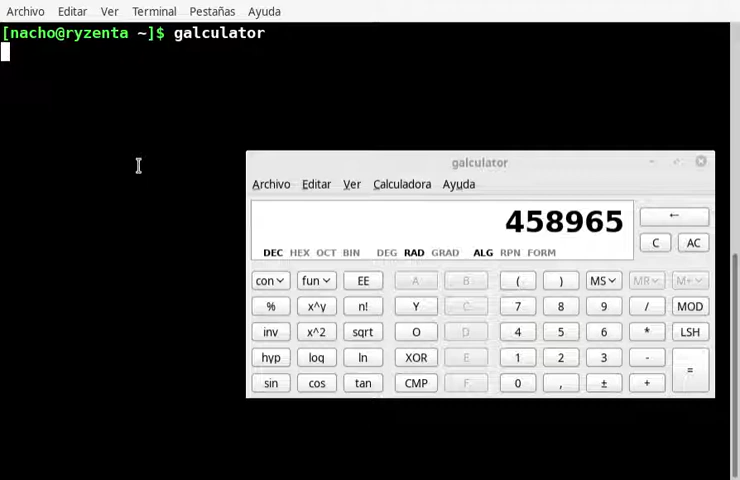 Archivo Editar Ver Terminal Pestañas Ayuda
[nacho@ryzenta ~]$ galculator
galculator
Archivo Editar Ver Calculadora Ayuda
458965
←
DEC HEX OCT BIN DEG RAD GRAD ALG RPN FORM
C AC
con fun EE A B ( ) MS MR M+
% x^y n! Y C 7 8 9 / MOD
inv x^2 sqrt O D 4 5 6 * LSH
hyp log ln XOR E 1 2 3 - =
sin cos tan CMP F 0 , ± +